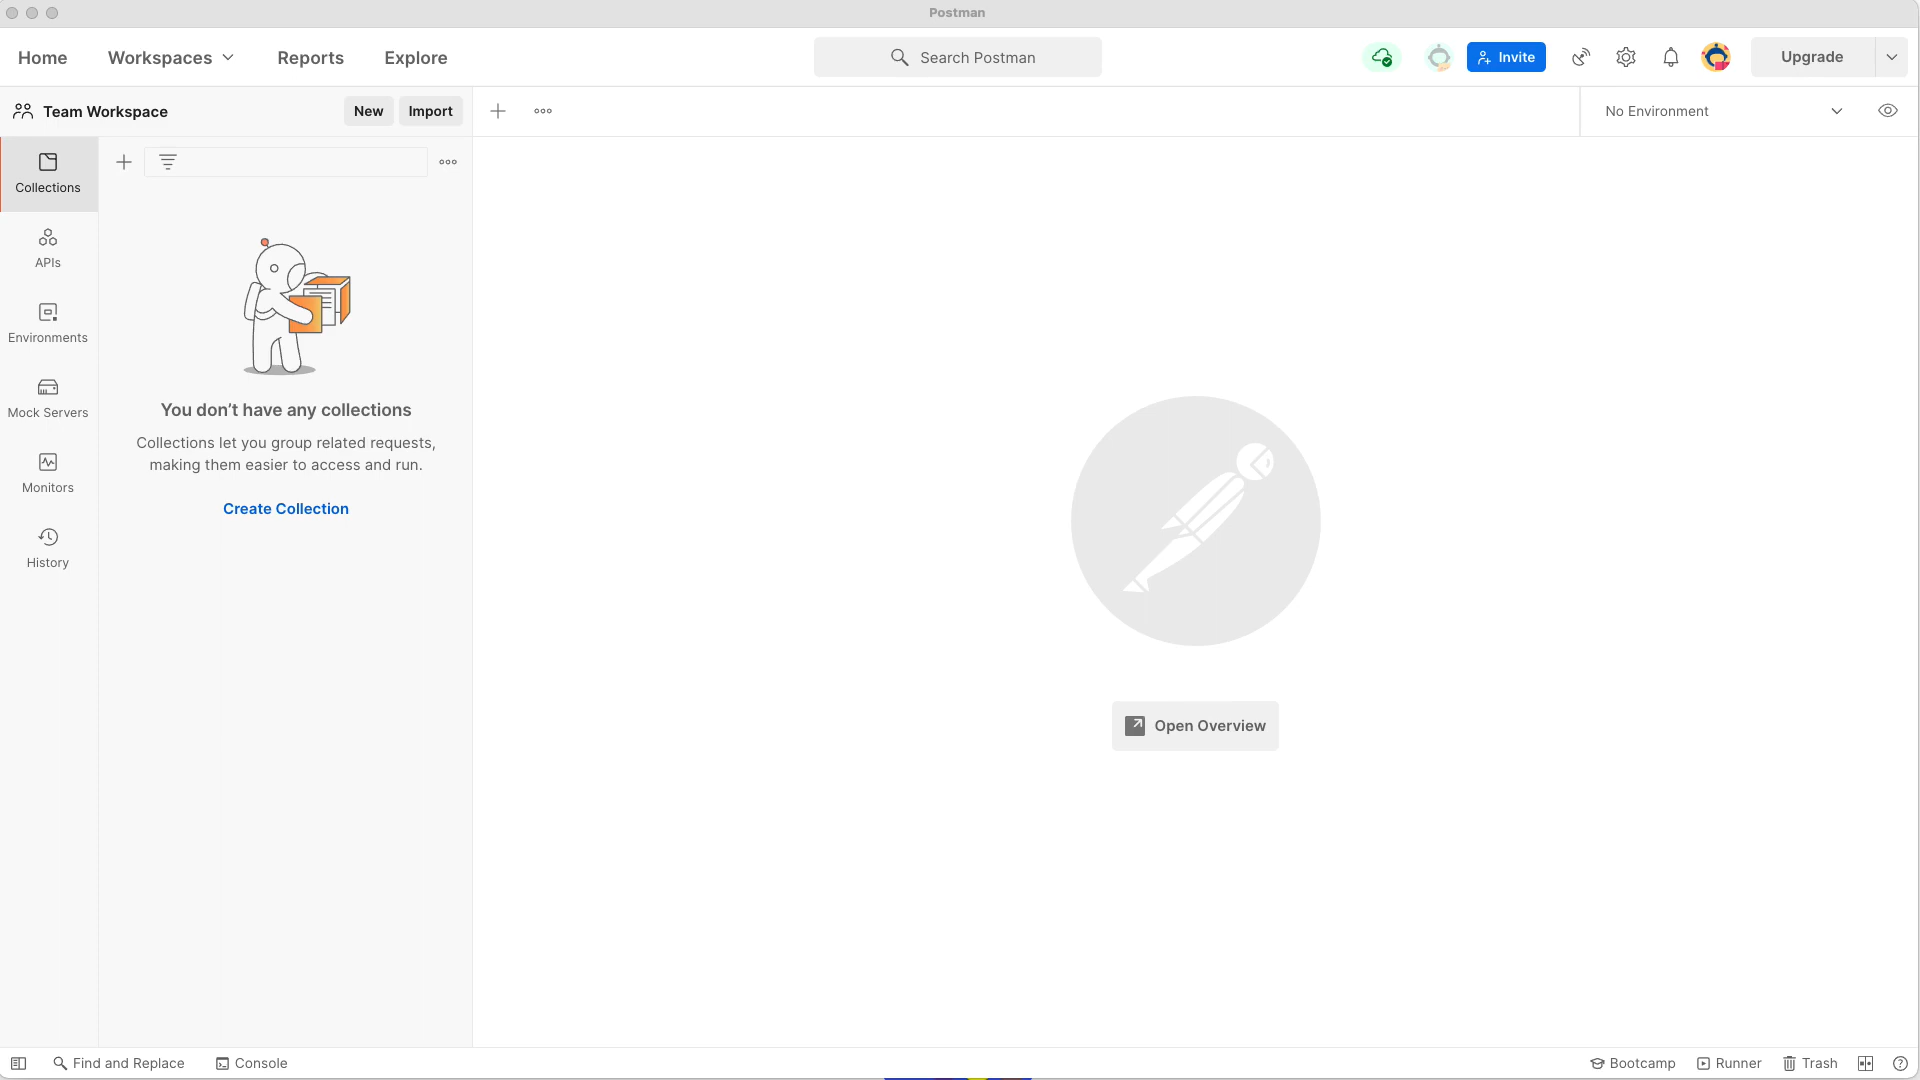 Postman
Home Workspaces Reports Explore
Search Postman
Invite
Upgrade
Team Workspace
New Import
No Environment
Collections
APIs
Environments
Mock Servers
Monitors
History
You don’t have any collections
Collections let you group related requests,
making them easier to access and run.
Create Collection
Open Overview
Find and Replace Console
Bootcamp Runner Trash